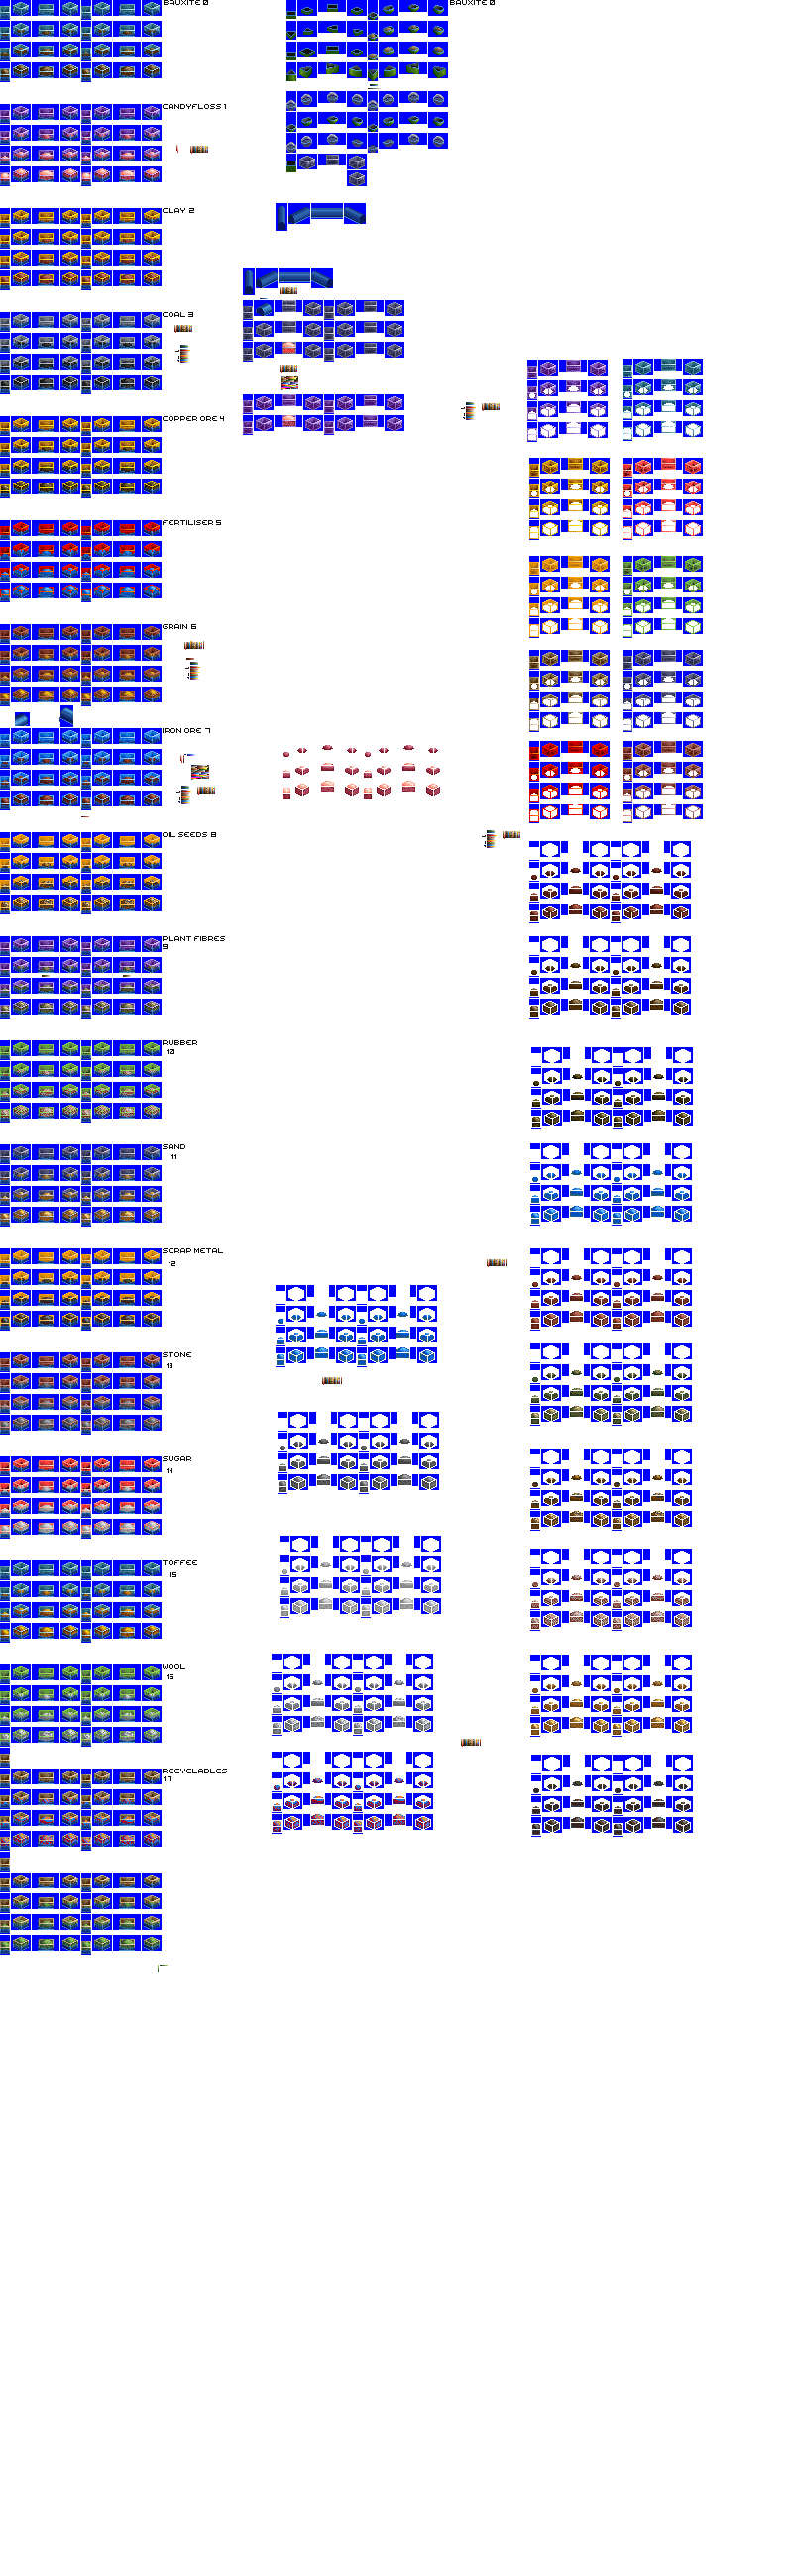 BAUXITE 0
BAUXITE 0
CANDYFLOSS 1
CLAY 2
COAL 3
COPPER ORE 4
FERTILISER 5
GRAIN 6
IRON ORE 7
OIL SEEDS 8
PLANT FIBRES
9
RUBBER
10
SAND
11
SCRAP METAL
12
STONE
13
SUGAR
14
TOFFEE
15
WOOL
16
RECYCLABLES
17